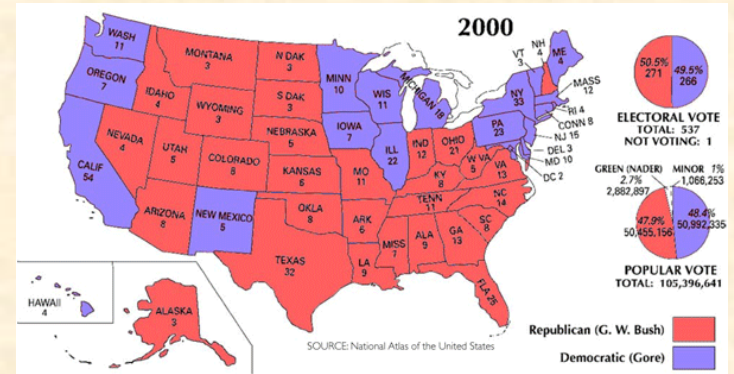 2000
WASH
11
OREGON
7
CALIF
54
NEVADA
4
IDAHO
4
MONTANA
3
WYOMING
3
UTAH
5
COLORADO
8
ARIZONA
8
NEW MEXICO
5
N DAK
3
S DAK
3
NEBRASKA
5
KANSAS
6
OKLA
8
TEXAS
32
MINN
10
IOWA
7
MO
11
ARK
6
LA
9
WIS
11
ILL
22
MICHIGAN 18
IND
12
OHIO
21
KY
8
TENN
11
MISS
7
ALA
9
GA
13
FLA 25
SC
8
NC
14
VA
13
W VA
5
PA
23
NY
33
VT
3
NH
4
ME
4
MASS
12
RI 4
CONN 8
NJ 15
DEL 3
MD 10
DC 2
HAWAII
4
ALASKA
3
50.5%
271
49.5%
266
ELECTORAL VOTE
TOTAL: 537
NOT VOTING: 1
GREEN (NADER)
2.7%
2,882,897
MINOR 1%
1,066,253
47.9%
50,455,156
48.4%
50,992,335
POPULAR VOTE
TOTAL: 105,396,641
Republican (G. W. Bush)
Democratic (Gore)
SOURCE: National Atlas of the United States